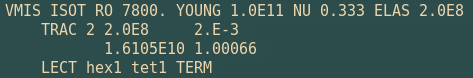 VMIS ISOT RO 7800. YOUNG 1.0E11 NU 0.333 ELAS 2.0E8
TRAC 2 2.0E8 2.E-3
1.6105E10 1.00066
LECT hex1 tet1 TERM